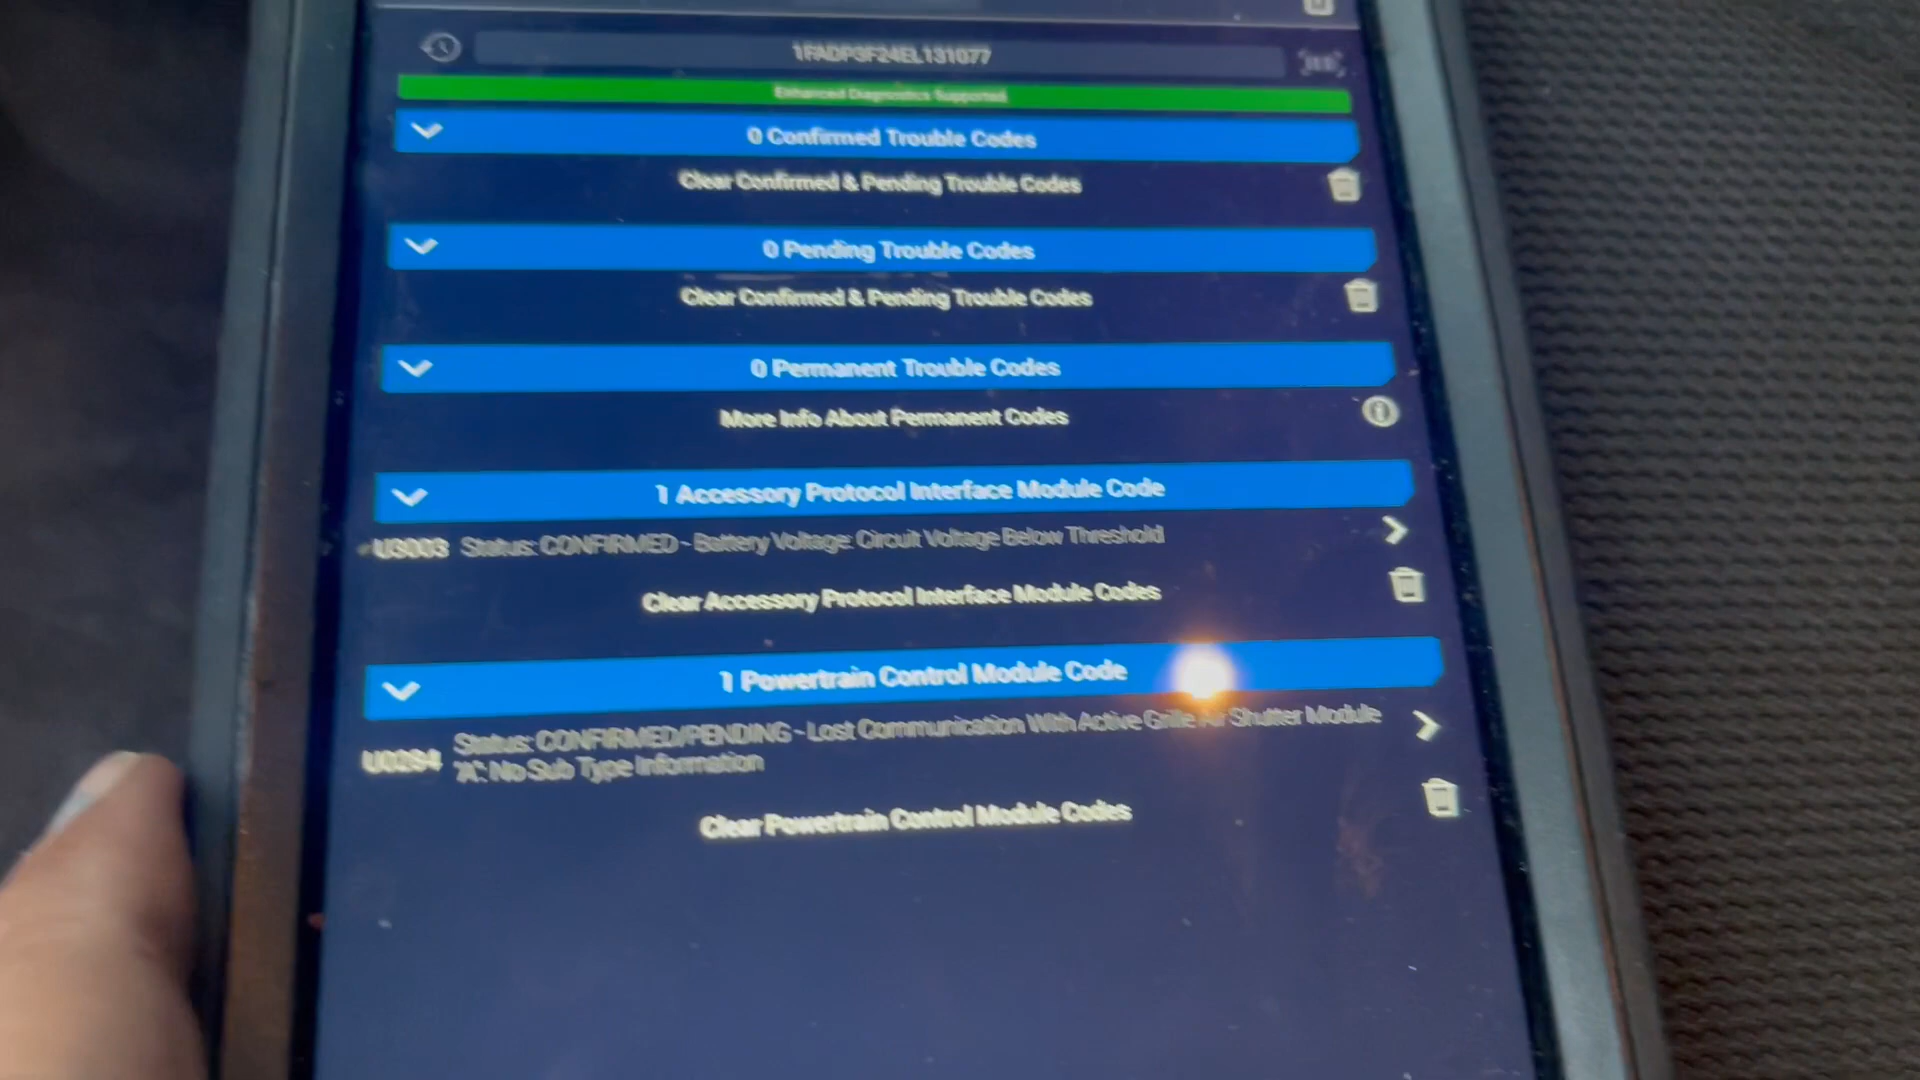 1FADP3F24EL131077
Enhanced Diagnostics Supported
0 Confirmed Trouble Codes
Clear Confirmed & Pending Trouble Codes
0 Pending Trouble Codes
Clear Confirmed & Pending Trouble Codes
0 Permanent Trouble Codes
More Info About Permanent Codes
1 Accessory Protocol Interface Module Code
U3003 Status: CONFIRMED - Battery Voltage: Circuit Voltage Below Threshold
Clear Accessory Protocol Interface Module Codes
1 Powertrain Control Module Code
U0284 Status: CONFIRMED/PENDING - Lost Communication With Active Grille Air Shutter Module
"A": No Sub Type Information
Clear Powertrain Control Module Codes